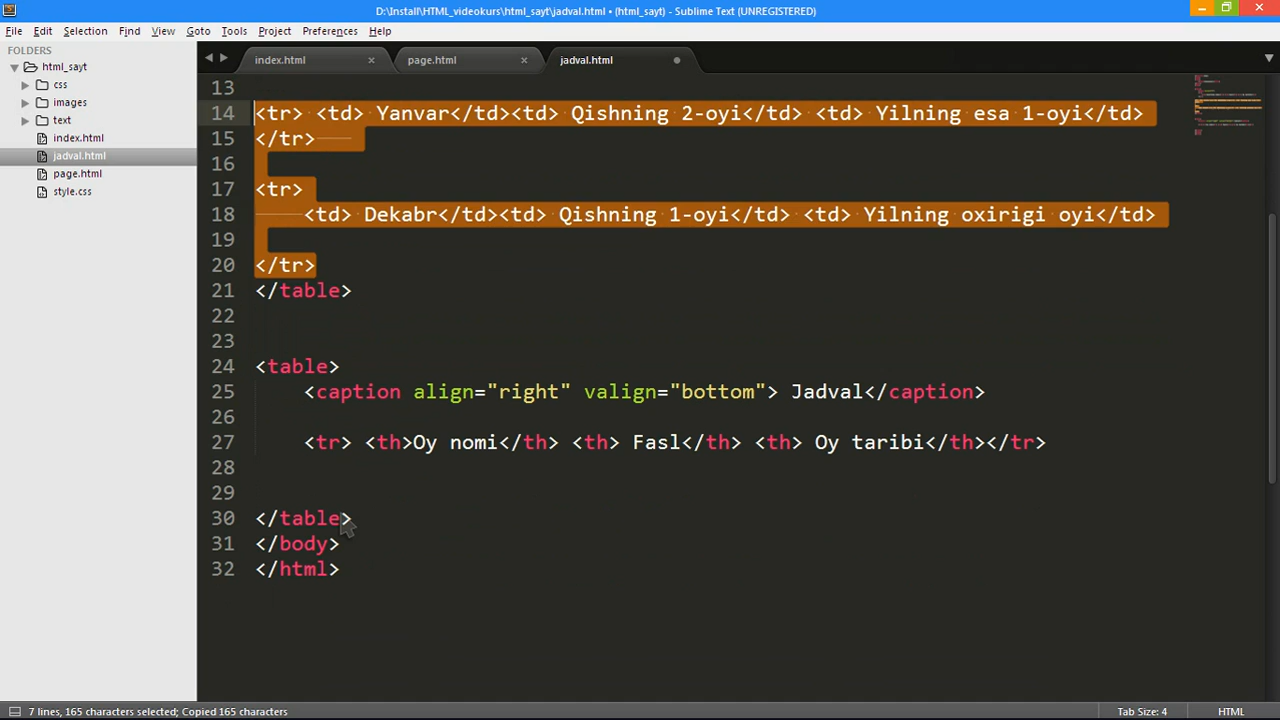 D:\Install\HTML_videokurs\html_sayt\jadval.html • (html_sayt) - Sublime Text (UNREGISTERED)
File Edit Selection Find View Goto Tools Project Preferences Help
FOLDERS
html_sayt
css
images
text
index.html
jadval.html
page.html
style.css
index.html × page.html × jadval.html
13
14 <tr> <td> Yanvar</td><td> Qishning 2-oyi</td> <td> Yilning esa 1-oyi</td>
15 </tr>
16
17 <tr>
18 <td> Dekabr</td><td> Qishning 1-oyi</td> <td> Yilning oxirigi oyi</td>
19
20 </tr>
21 </table>
22
23
24 <table>
25 <caption align="right" valign="bottom"> Jadval</caption>
26
27 <tr> <th>Oy nomi</th> <th> Fasl</th> <th> Oy taribi</th></tr>
28
29
30 </table>
31 </body>
32 </html>
7 lines, 165 characters selected; Copied 165 characters Tab Size: 4 HTML